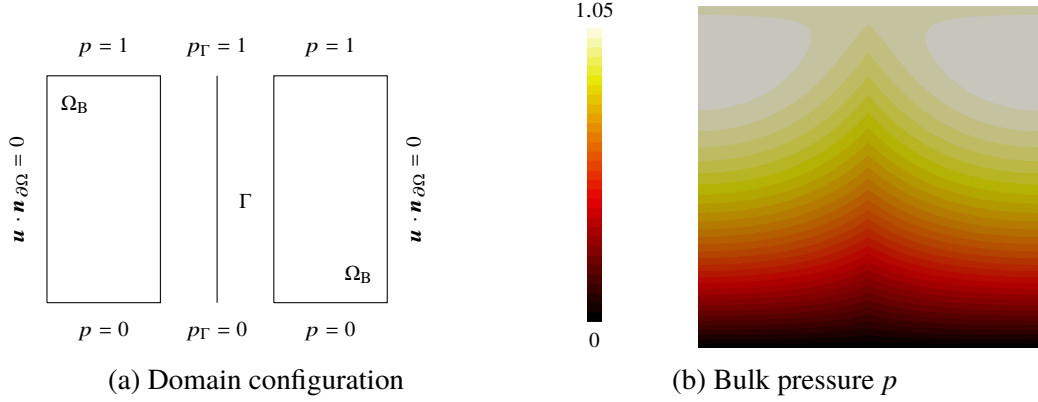 p = 1
p_Γ = 1
p = 1
Ω_B
u · n_∂Ω = 0
Γ
u · n_∂Ω = 0
Ω_B
p = 0
p_Γ = 0
p = 0
(a) Domain configuration
1.05
0
(b) Bulk pressure p